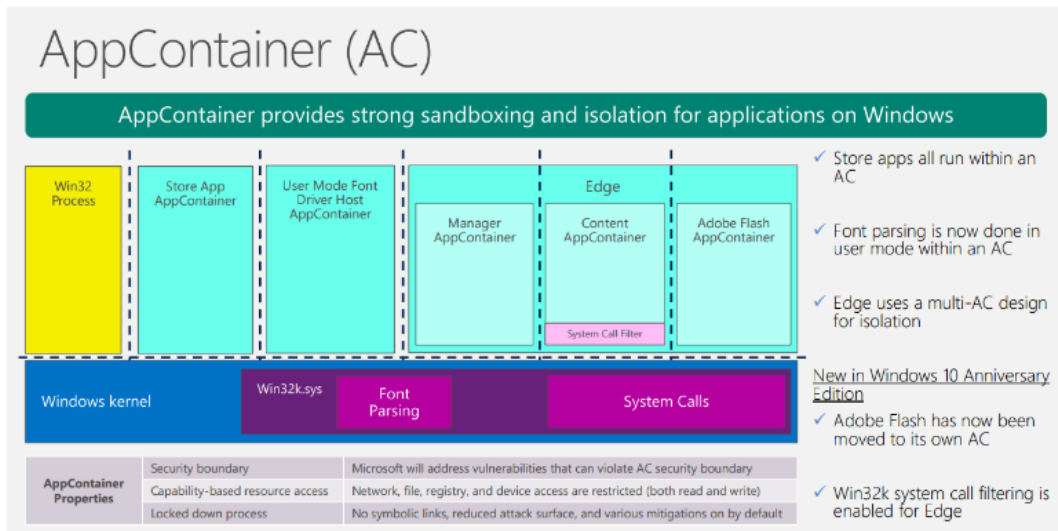 AppContainer (AC)
AppContainer provides strong sandboxing and isolation for applications on Windows
Win32
Process
Store App
AppContainer
User Mode Font
Driver Host
AppContainer
Edge
Manager
AppContainer
Content
AppContainer
Adobe Flash
AppContainer
System Call Filter
Windows kernel
Win32k.sys
Font
Parsing
System Calls
✓ Store apps all run within an
AC
✓ Font parsing is now done in
user mode within an AC
✓ Edge uses a multi-AC design
for isolation
New in Windows 10 Anniversary
Edition
✓ Adobe Flash has now been
moved to its own AC
✓ Win32k system call filtering is
enabled for Edge
AppContainer
Properties
Security boundary
Microsoft will address vulnerabilities that can violate AC security boundary
Capability-based resource access
Network, file, registry, and device access are restricted (both read and write)
Locked down process
No symbolic links, reduced attack surface, and various mitigations on by default